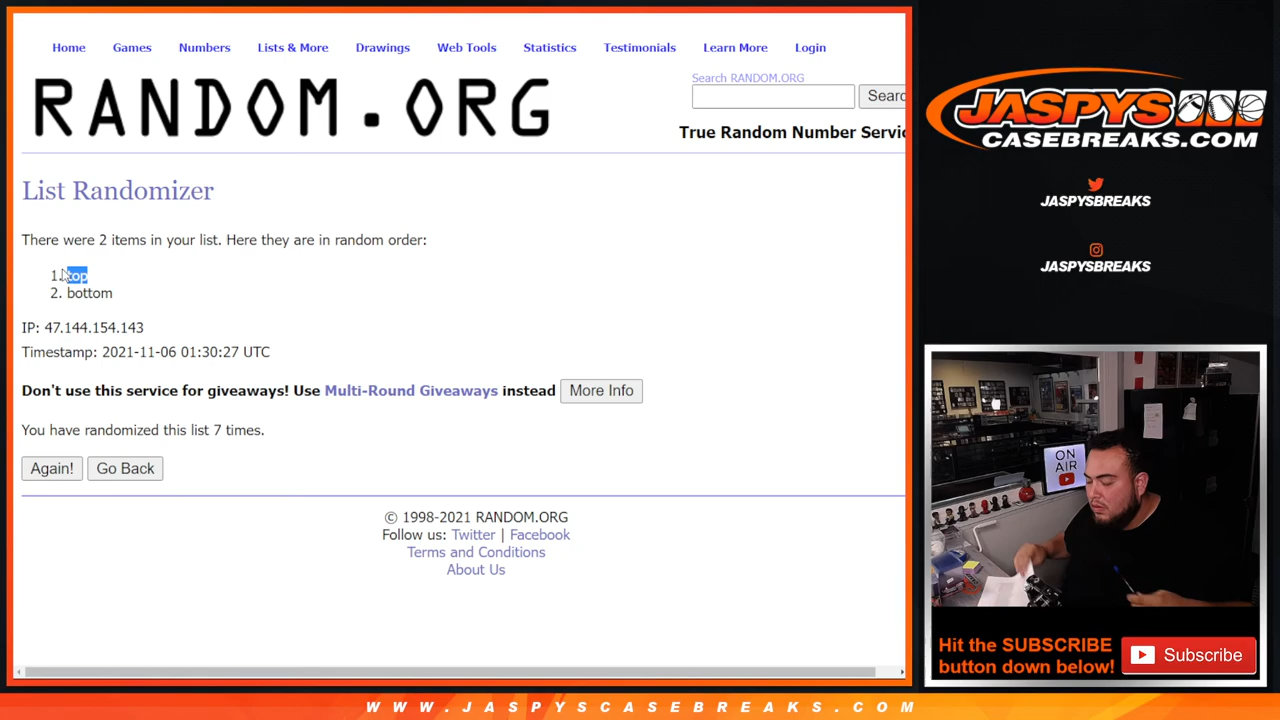 Home Games Numbers Lists & More Drawings Web Tools Statistics Testimonials Learn More Login
RANDOM.ORG
Search RANDOM.ORG
Searc
True Random Number Servic
List Randomizer
There were 2 items in your list. Here they are in random order:
1. top
2. bottom
IP: 47.144.154.143
Timestamp: 2021-11-06 01:30:27 UTC
Don't use this service for giveaways! Use Multi-Round Giveaways instead More Info
You have randomized this list 7 times.
Again! Go Back
© 1998-2021 RANDOM.ORG
Follow us: Twitter | Facebook
Terms and Conditions
About Us
JASPYS
CASEBREAKS.COM
JASPYSBREAKS
JASPYSBREAKS
ON
AIR
Hit the SUBSCRIBE
button down below!
Subscribe
WWW.JASPYSCASEBREAKS.COM